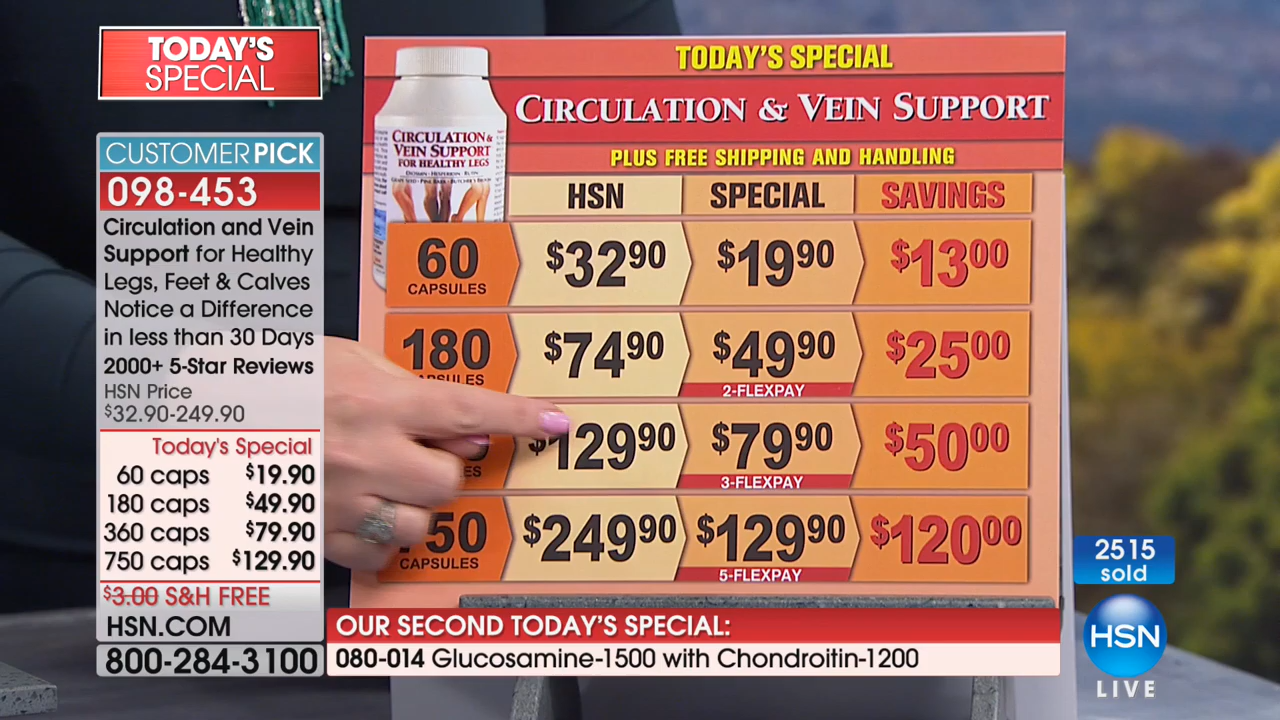 TODAY'S
SPECIAL
CUSTOMER PICK
098-453
Circulation and Vein
Support for Healthy
Legs, Feet & Calves
Notice a Difference
in less than 30 Days
2000+ 5-Star Reviews
HSN Price
$32.90-249.90
Today's Special
60 caps $19.90
180 caps $49.90
360 caps $79.90
750 caps $129.90
$3.00 S&H FREE
HSN.COM
800-284-3100
TODAY'S SPECIAL
CIRCULATION & VEIN SUPPORT
PLUS FREE SHIPPING AND HANDLING
CIRCULATION &
VEIN SUPPORT
FOR HEALTHY LEGS
HSN SPECIAL SAVINGS
60 CAPSULES $32.90 $19.90 $13.00
180 CAPSULES $74.90 $49.90 $25.00
2-FLEXPAY
$129.90 $79.90 $50.00
3-FLEXPAY
750 CAPSULES $249.90 $129.90 $120.00
5-FLEXPAY
OUR SECOND TODAY'S SPECIAL:
080-014 Glucosamine-1500 with Chondroitin-1200
2515
sold
HSN
LIVE